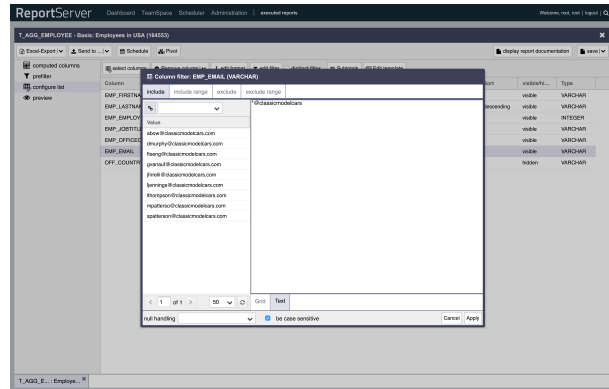 ReportServer Dashboard TeamSpace Scheduler Administration executed reports Welcome, root, root | logout |
T_AGG_EMPLOYEE - Basic: Employees in USA (164553)
Excel-Export Send to ... Schedule Pivot display report documentation save
computed columns
prefilter
configure list
preview
select columns
Column visible/hi... Type
EMP_FIRSTNA visible VARCHAR
EMP_LASTNA descending visible VARCHAR
EMP_EMPLOY visible INTEGER
EMP_JOBTITL visible VARCHAR
EMP_OFFICEC visible VARCHAR
EMP_EMAIL visible VARCHAR
OFF_COUNTR hidden VARCHAR
Column filter: EMP_EMAIL (VARCHAR)
include include range exclude exclude range
*@classicmodelcars
Value
abow@classicmodelcars.com
dmurphy@classicmodelcars.com
ftseng@classicmodelcars.com
gvanauf@classicmodelcars.com
jfirrelli@classicmodelcars.com
ljennings@classicmodelcars.com
lthompson@classicmodelcars.com
mpatterso@classicmodelcars.com
spatterson@classicmodelcars.com
1 of 1 50 Grid Text
null handling be case sensitive Cancel Apply
T_AGG_E... : Employe...